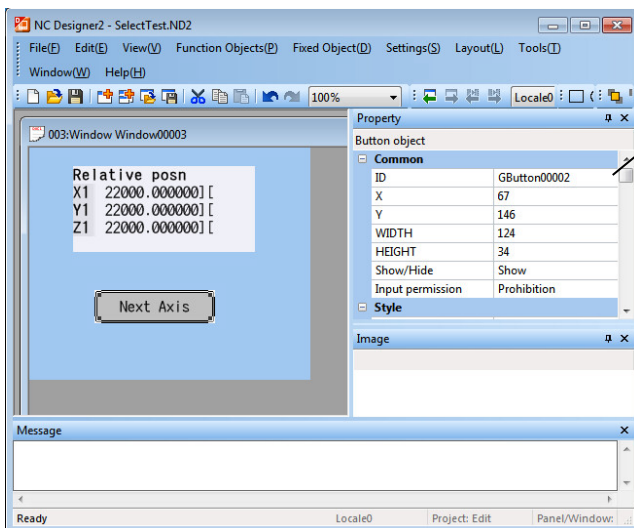 NC Designer2 - SelectTest.ND2
File(F) Edit(E) View(V) Function Objects(P) Fixed Object(D) Settings(S) Layout(L) Tools(T)
Window(W) Help(H)
100% Locale0
Property
003:Window Window00003
Button object
Common
ID GButton00002
X 67
Y 146
WIDTH 124
HEIGHT 34
Show/Hide Show
Input permission Prohibition
Style
Relative posn
X1 22000.000000][
Y1 22000.000000][
Z1 22000.000000][
Next Axis
Image
Message
Ready Locale0 Project: Edit Panel/Window: